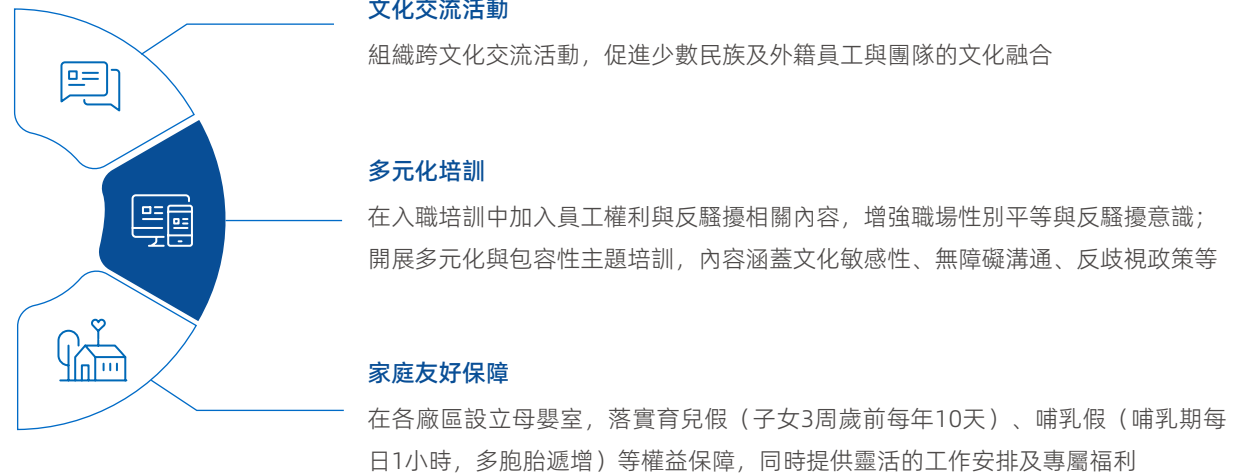 文化交流活動
組織跨文化交流活動，促進少數民族及外籍員工與團隊的文化融合
多元化培訓
在入職培訓中加入員工權利與反騷擾相關內容，增強職場性別平等與反騷擾意識；
開展多元化與包容性主題培訓，內容涵蓋文化敏感性、無障礙溝通、反歧視政策等
家庭友好保障
在各廠區設立母嬰室，落實育兒假（子女3周歲前每年10天）、哺乳假（哺乳期每
日1小時，多胞胎遞增）等權益保障，同時提供靈活的工作安排及專屬福利